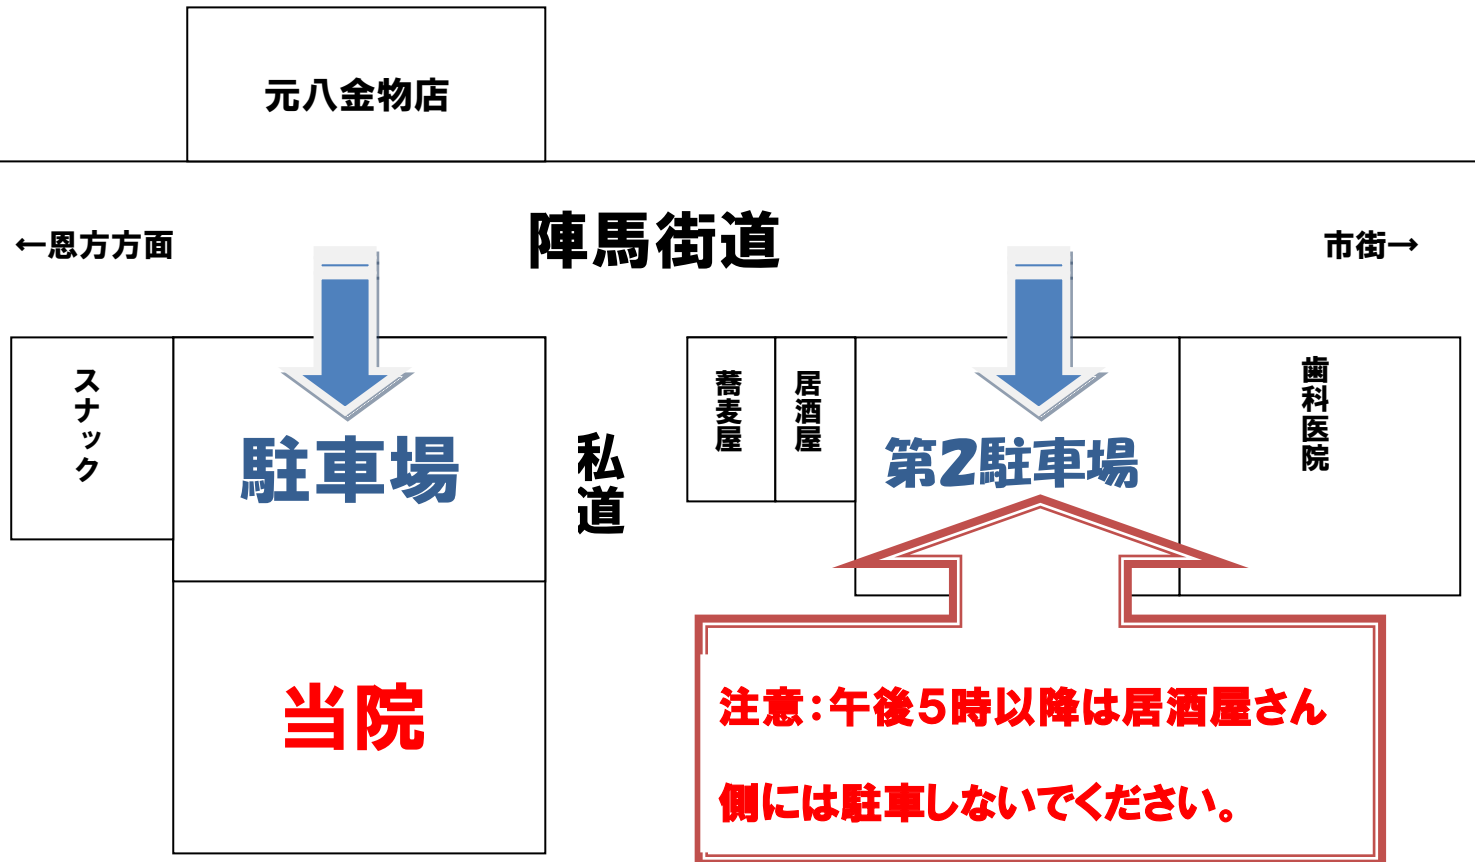 元八金物店
陣馬街道
←恩方方面
市街→
スナック
駐車場
私道
蕎麦屋
居酒屋
第2駐車場
歯科医院
当院
注意：午後５時以降は居酒屋さん
側には駐車しないでください。